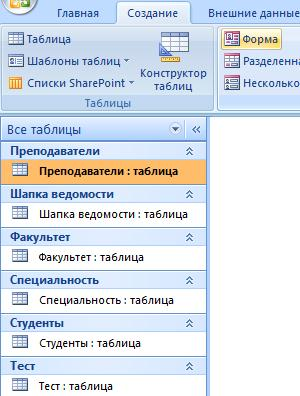 Главная Создание Внешние данные
Таблица
Шаблоны таблиц
Списки SharePoint
Конструктор
таблиц
Таблицы
Форма
Разделенна
Несколько
Все таблицы
Преподаватели
Преподаватели : таблица
Шапка ведомости
Шапка ведомости : таблица
Факультет
Факультет : таблица
Специальность
Специальность : таблица
Студенты
Студенты : таблица
Тест
Тест : таблица